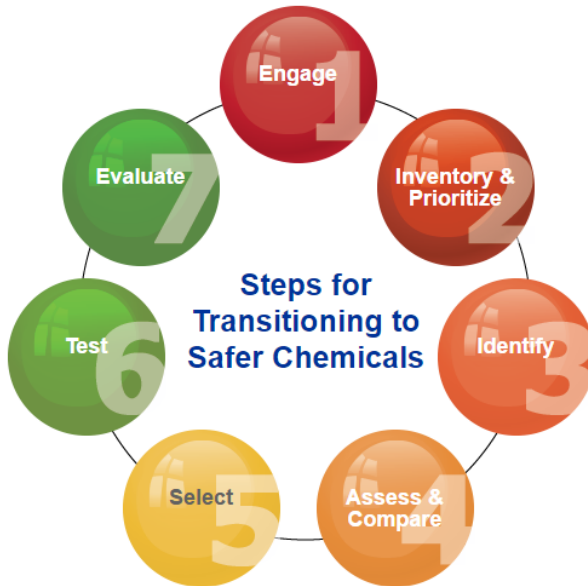 1
Engage
2
Inventory &
Prioritize
3
Identify
4
Assess &
Compare
5
Select
6
Test
7
Evaluate
Steps for
Transitioning to
Safer Chemicals